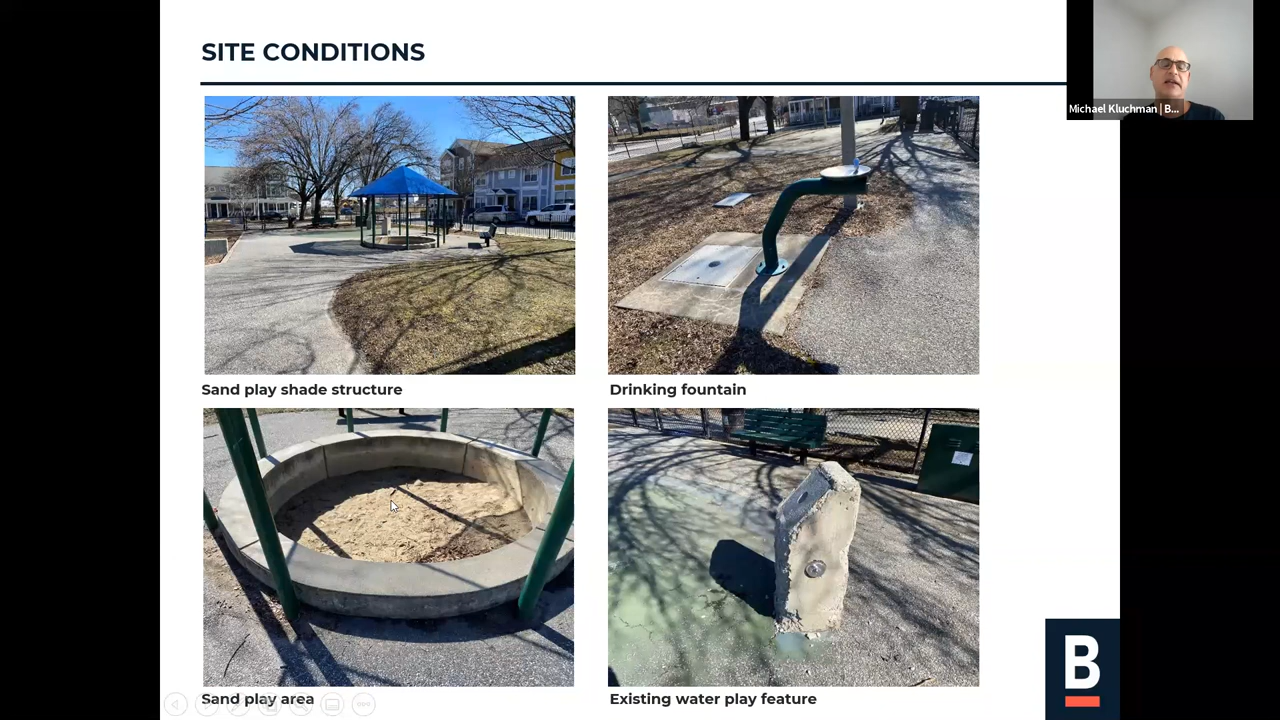 SITE CONDITIONS
Michael Kluchman | B...
Sand play shade structure
Drinking fountain
Sand play area
Existing water play feature
B